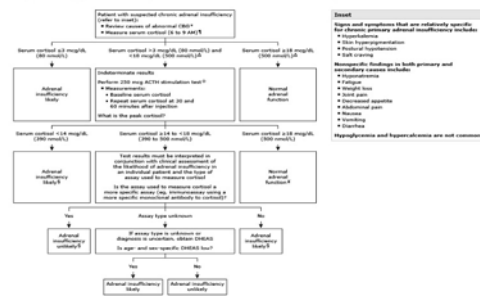 Patient with suspected chronic adrenal insufficiency
(refer to inset):
• Review causes of abnormal CBG*
• Measure serum cortisol (6 to 9 AM)¶
Serum cortisol ≤3 mcg/dL
(80 nmol/L)
Serum cortisol >3 mcg/dL (80 nmol/L) and
Serum cortisol ≥18 mcg/dL
(500 nmol/L)
Adrenal
insufficiency
likely
Indeterminate results
Perform 250 mcg ACTH stimulation test
• Measurements:
• Baseline serum cortisol
• Repeat serum cortisol at 30 and
60 minutes after injection
What is the peak cortisol?
Normal
adrenal
function
Serum cortisol <14 mcg/dL
(390 nmol/L)
Serum cortisol ≥14 to <18 mcg/dL
(390 to 500 nmol/L)
Serum cortisol ≥18 mcg/dL
(500 nmol/L)
Adrenal
insufficiency
likely
Test results must be interpreted in
conjunction with clinical assessment of
the likelihood of adrenal insufficiency in
an individual patient and the type of
assay used to measure cortisol
Is the assay used to measure cortisol a
more specific assay (eg, immunoassay using a
more specific monoclonal antibody to cortisol)?
Normal
adrenal
function
Yes
Assay type unknown
No
Adrenal
insufficiency
unlikely
If assay type is unknown or
diagnosis is uncertain, obtain DHEAS
Is age- and sex-specific DHEAS low?
Adrenal
insufficiency
Yes
No
Adrenal insufficiency
likely
Adrenal insufficiency
unlikely
Inset
Signs and symptoms that are relatively specific
for chronic primary adrenal insufficiency include:
• Hyperkalemia
• Skin hyperpigmentation
• Postural hypotension
• Salt craving
Nonspecific findings in both primary and
secondary causes include:
• Hyponatremia
• Fatigue
• Weight loss
• Joint pain
• Decreased appetite
• Abdominal pain
• Nausea
• Vomiting
• Diarrhea
Hypoglycemia and hypercalcemia are not common